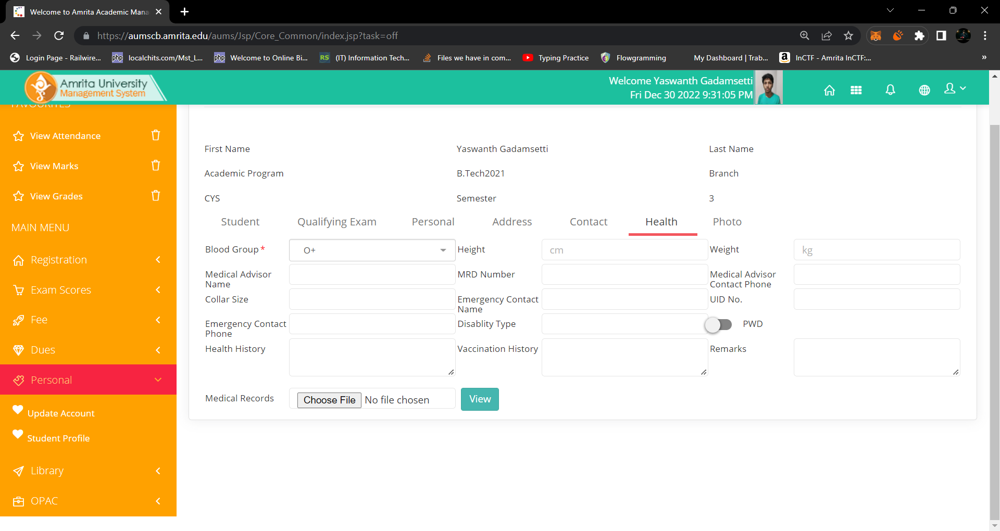 Welcome to Amrita Academic Mana
https://aumscb.amrita.edu/aums/Jsp/Core_Common/index.jsp?task=off
Login Page - Railwire...
php localchits.com/Mst_L...
php Welcome to Online Bi...
RS (IT) Information Tech...
Files we have in com...
Typing Practice
Flowgramming
My Dashboard | Trab...
a InCTF - Amrita InCTF:...
»
Amrita University
Management System
Welcome Yaswanth Gadamsetti
Fri Dec 30 2022 9:31:05 PM
FAVOURITES
View Attendance
View Marks
View Grades
MAIN MENU
Registration
Exam Scores
Fee
Dues
Personal
Update Account
Student Profile
Library
OPAC
First Name Yaswanth Gadamsetti Last Name
Academic Program B.Tech2021 Branch
CYS Semester 3
Student Qualifying Exam Personal Address Contact Health Photo
Blood Group* O+ Height cm Weight kg
Medical Advisor Name MRD Number Medical Advisor Contact Phone
Collar Size Emergency Contact Name UID No.
Emergency Contact Phone Disablity Type PWD
Health History Vaccination History Remarks
Medical Records Choose File No file chosen View